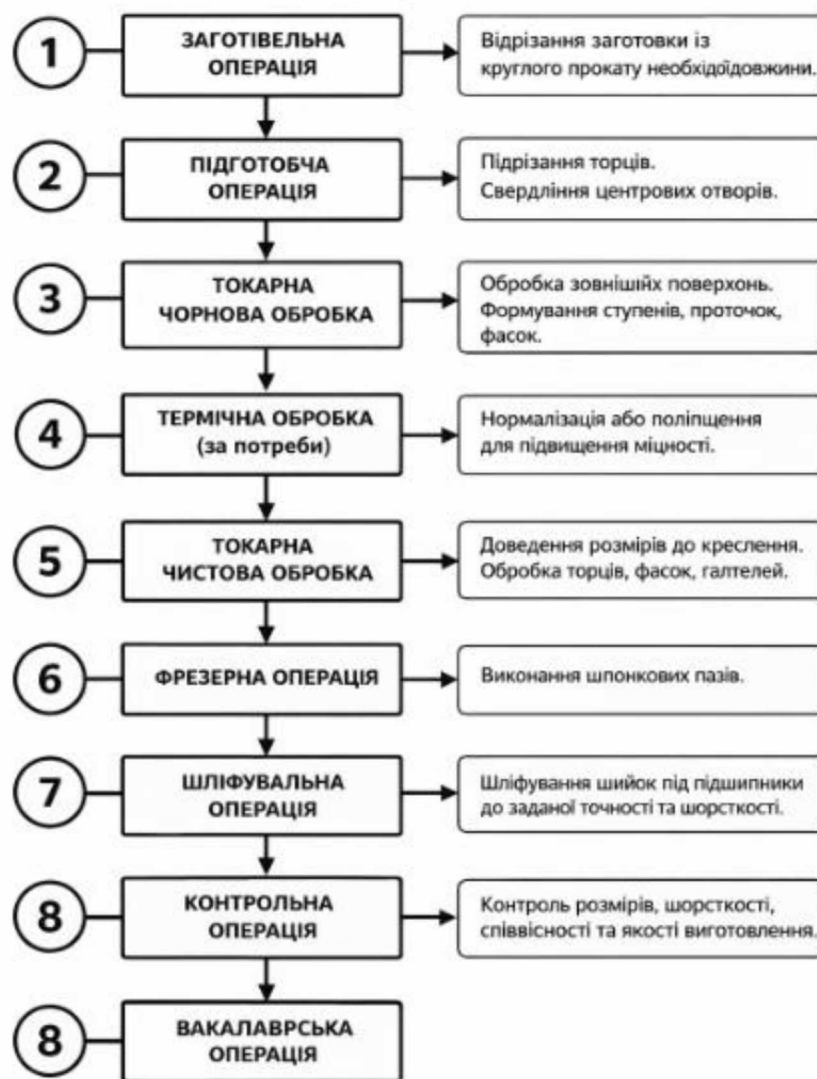 1
ЗАГОТІВЕЛЬНА
ОПЕРАЦІЯ
Відрізання заготовки із
круглого прокату необхідоїдовжини.
2
ПІДГОТОБЧА
ОПЕРАЦІЯ
Підрізання торців.
Свердління центрових отворів.
3
ТОКАРНА
ЧОРНОВА ОБРОБКА
Обробка зовнішійх поверхонь.
Формування ступенів, проточок,
фасок.
4
ТЕРМІЧНА ОБРОБКА
(за потреби)
Нормалізація або поліпщення
для підвищення міцності.
5
ТОКАРНА
ЧИСТОВА ОБРОБКА
Доведення розмірів до креслення.
Обробка торців, фасок, галтелей.
6
ФРЕЗЕРНА ОПЕРАЦІЯ
Виконання шпонкових пазів.
7
ШЛІФУВАЛЬНА
ОПЕРАЦІЯ
Шліфування шийок під підшипники
до заданої точності та шорсткості.
8
КОНТРОЛЬНА
ОПЕРАЦІЯ
Контроль розмірів, шорсткості,
співвісності та якості виготовлення.
8
ВАКАЛАВРСЬКА
ОПЕРАЦІЯ